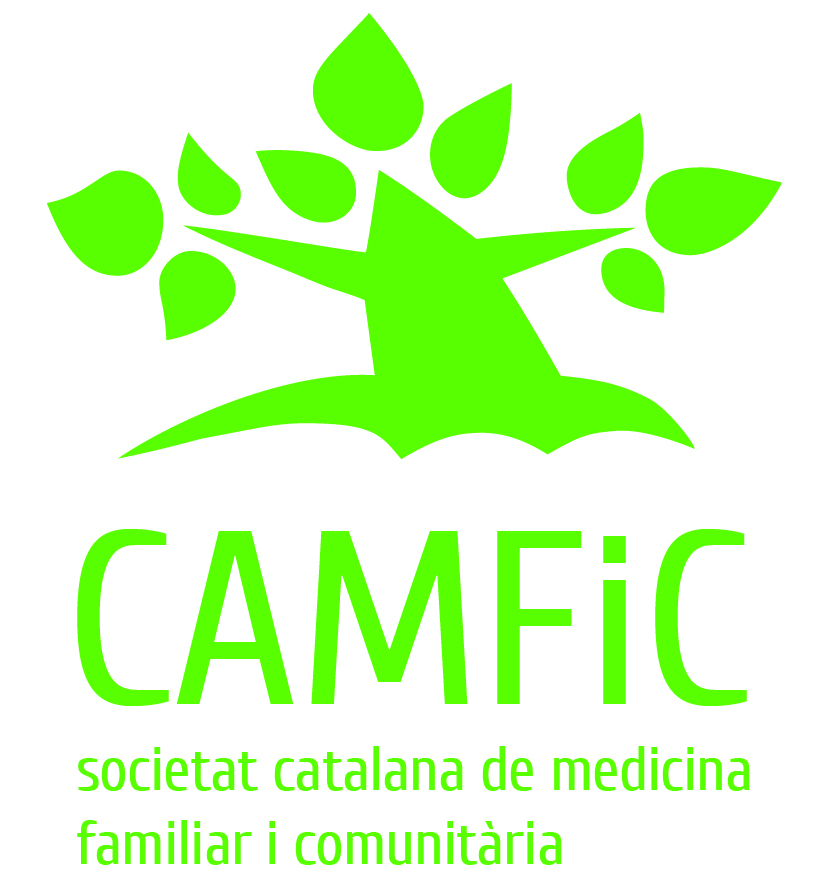 CAMFiC
societat catalana de medicina
familiar i comunitària